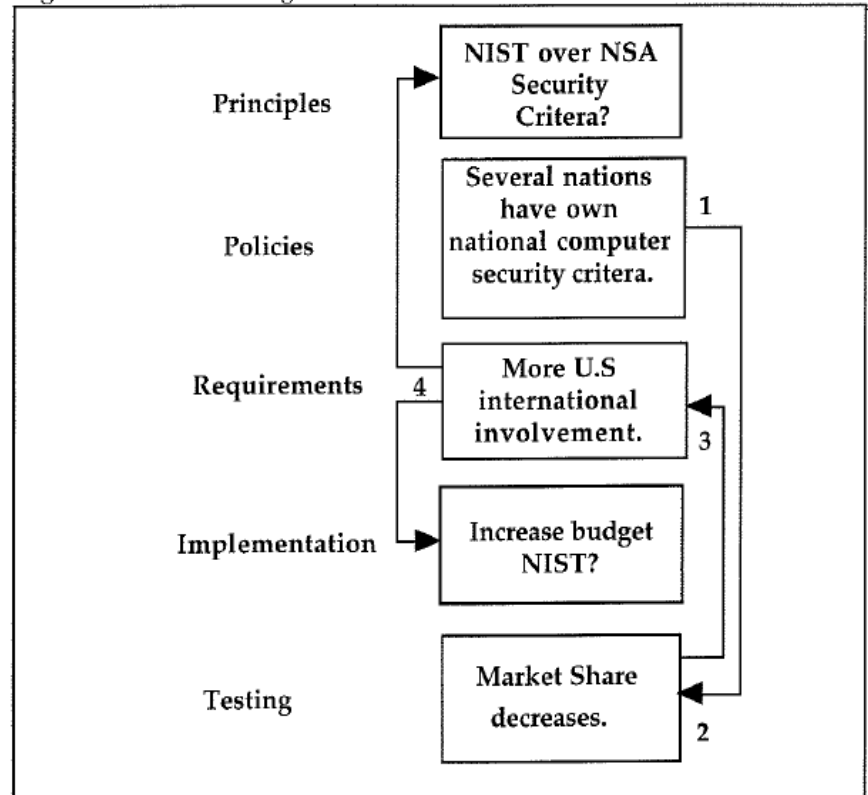 NIST over NSA
Security
Critera?
Principles
Several nations
have own
national computer
security critera.
1
Policies
More U.S
international
involvement.
Requirements
4
3
Increase budget
NIST?
Implementation
Market Share
decreases.
Testing
2